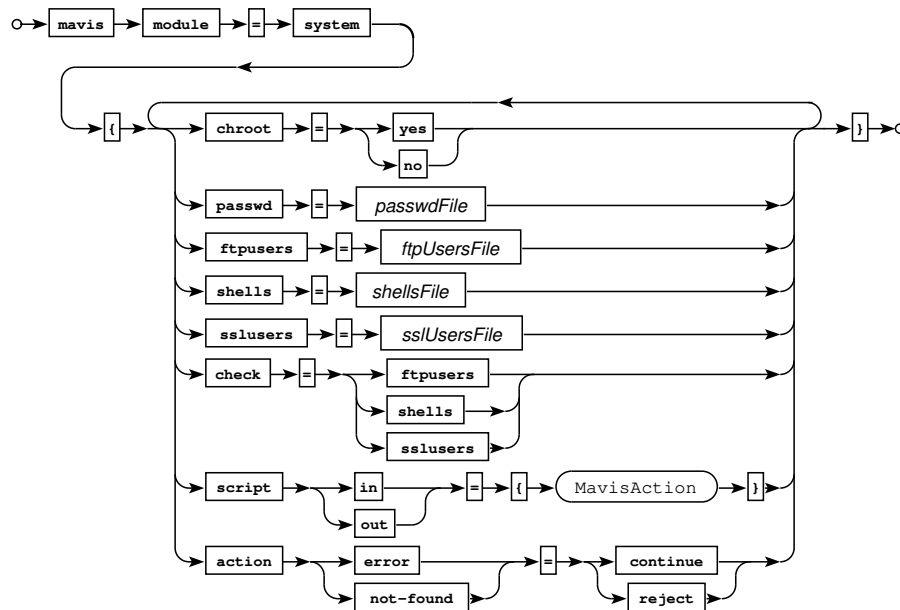 mavis module = system
{ chroot = yes }
no
passwd = passwdFile
ftpusers = ftpUsersFile
shells = shellsFile
sslusers = sslUsersFile
check = ftpusers
shells
sslusers
script in = { MavisAction }
out
action error = continue
not-found reject